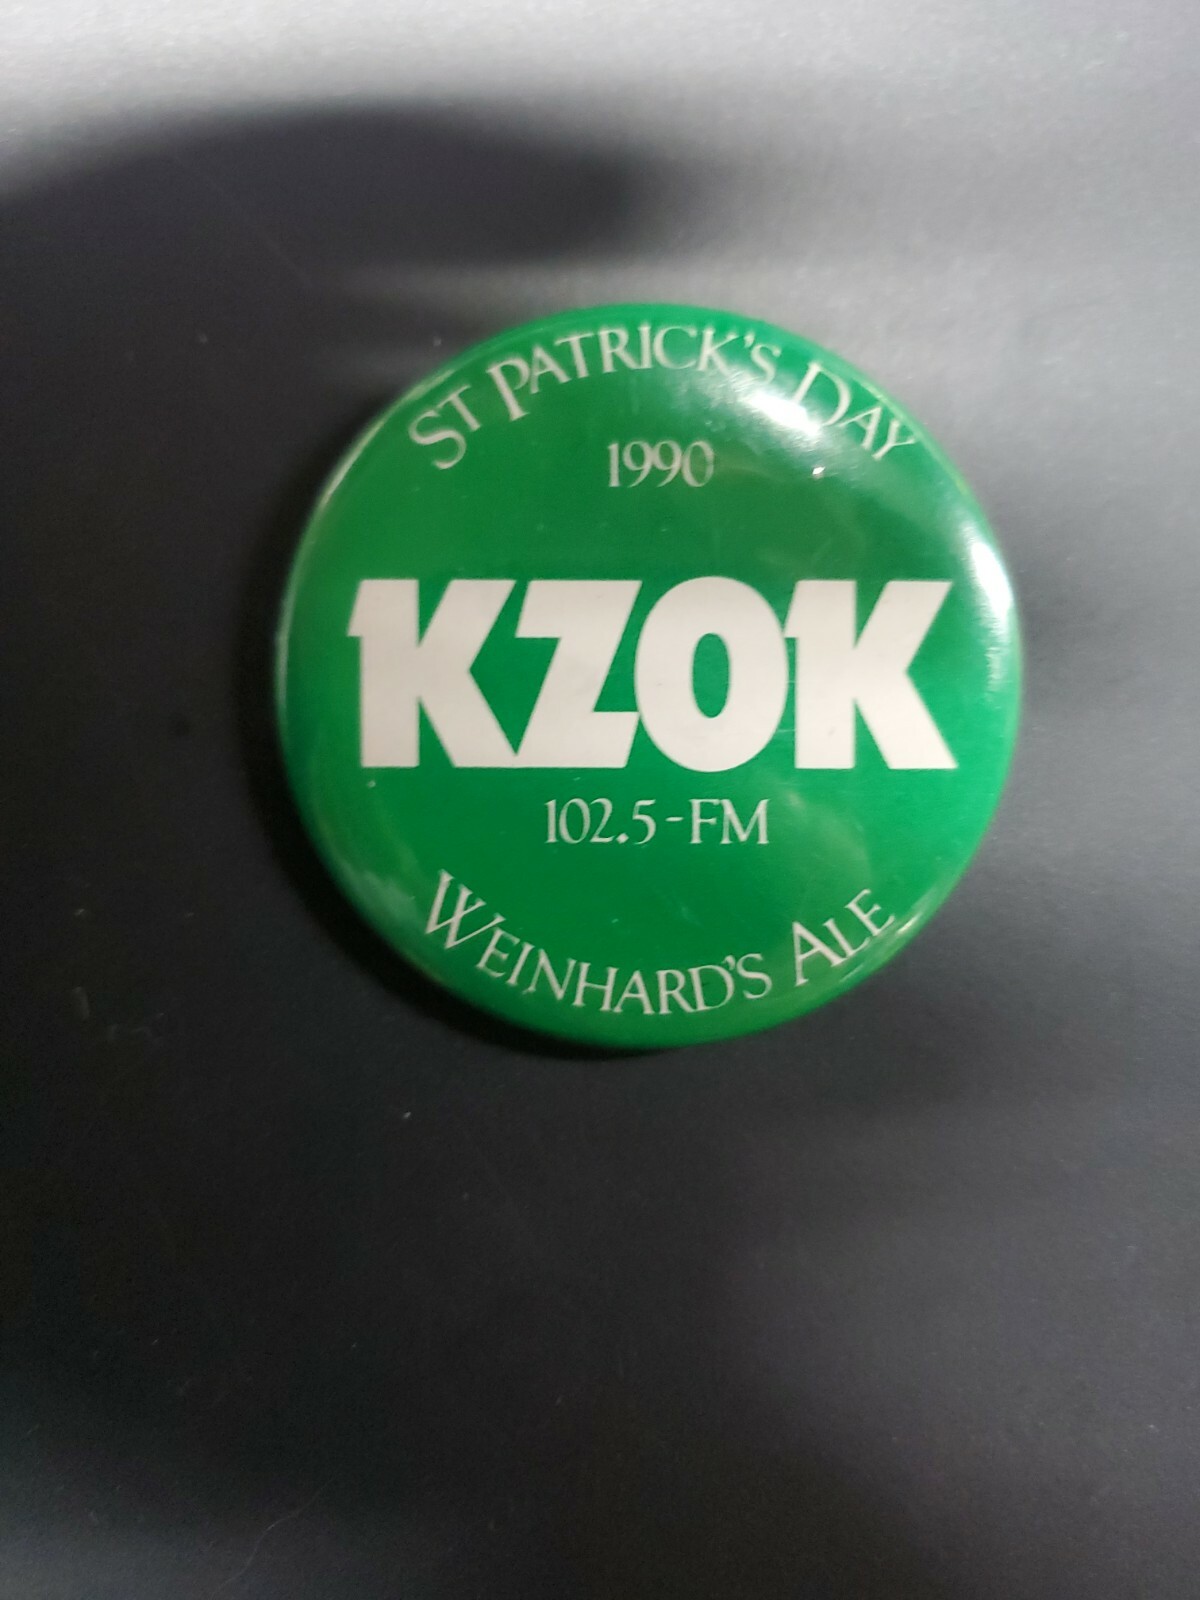 ST PATRICK'S DAY
1990
KZOK
102.5-FM
WEINHARD'S ALE